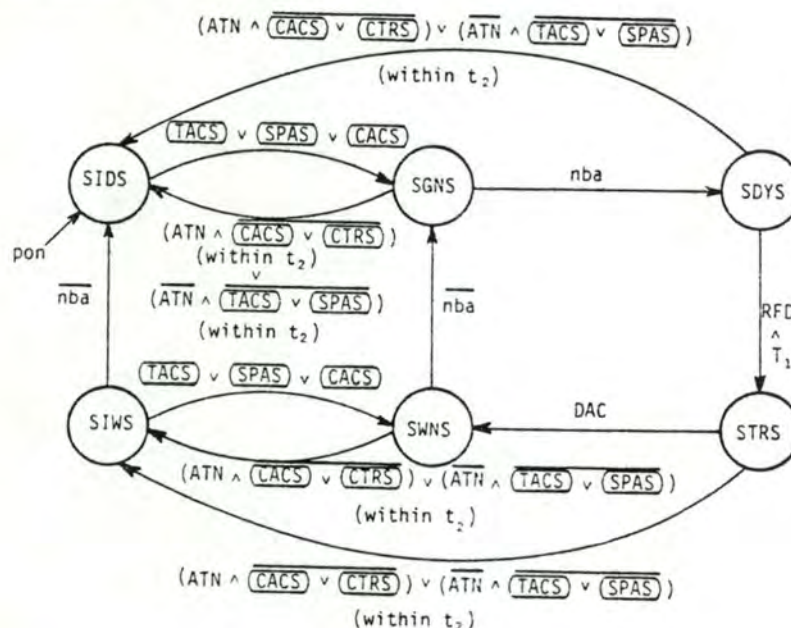 (ATN ∧ (CACS ∨ CTRS)) ∨ (ATN ∧ (TACS ∨ SPAS))
(within t₂)
TACS ∨ SPAS ∨ CACS
SIDS
SGNS
nba
SDYS
(ATN ∧ (CACS ∨ CTRS))
(within t₂)
∨
(ATN ∧ (TACS ∨ SPAS))
(within t₂)
pon
nba
nba
RFD
∧
T₁
TACS ∨ SPAS ∨ CACS
SIWS
SWNS
DAC
STRS
(ATN ∧ (CACS ∨ CTRS)) ∨ (ATN ∧ (TACS ∨ SPAS))
(within t₂)
(ATN ∧ (CACS ∨ CTRS)) ∨ (ATN ∧ (TACS ∨ SPAS))
(within t₂)